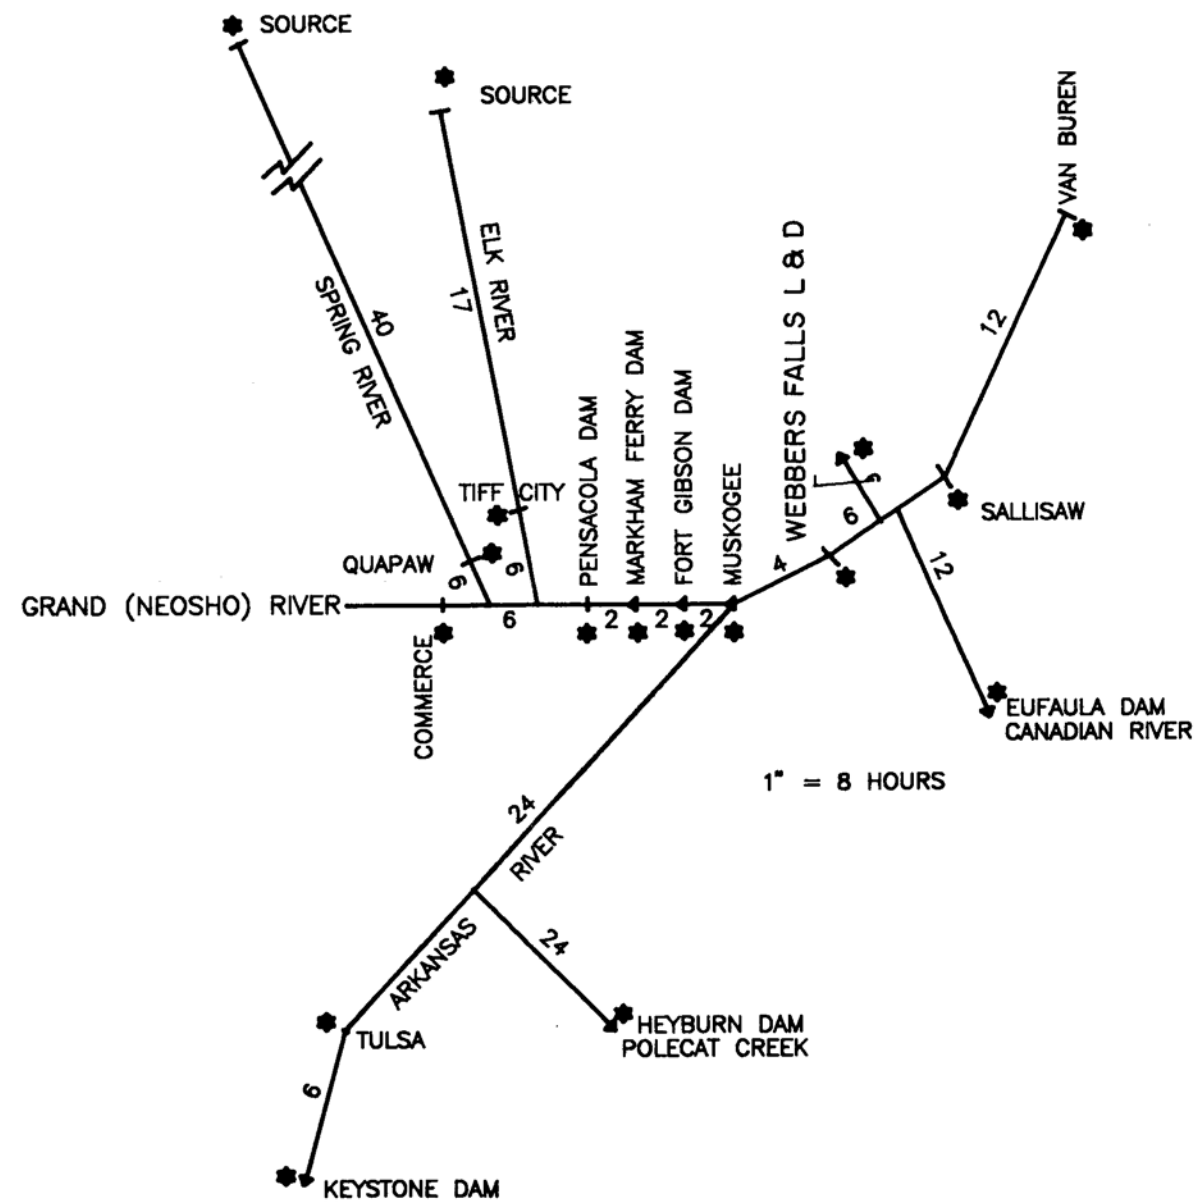 SOURCE
SOURCE
VAN BUREN
ELK RIVER
17
SPRING RIVER
40
12
WEBBERS FALLS L & D
PENSACOLA DAM
MARKHAM FERRY DAM
FORT GIBSON DAM
MUSKOGEE
TIFF CITY
QUAPAW
6
6
6
SALLISAW
4
12
GRAND (NEOSHO) RIVER
6
2
2
2
COMMERCE
EUFAULA DAM
CANADIAN RIVER
1" = 8 HOURS
24
ARKANSAS RIVER
24
HEYBURN DAM
POLECAT CREEK
TULSA
6
KEYSTONE DAM